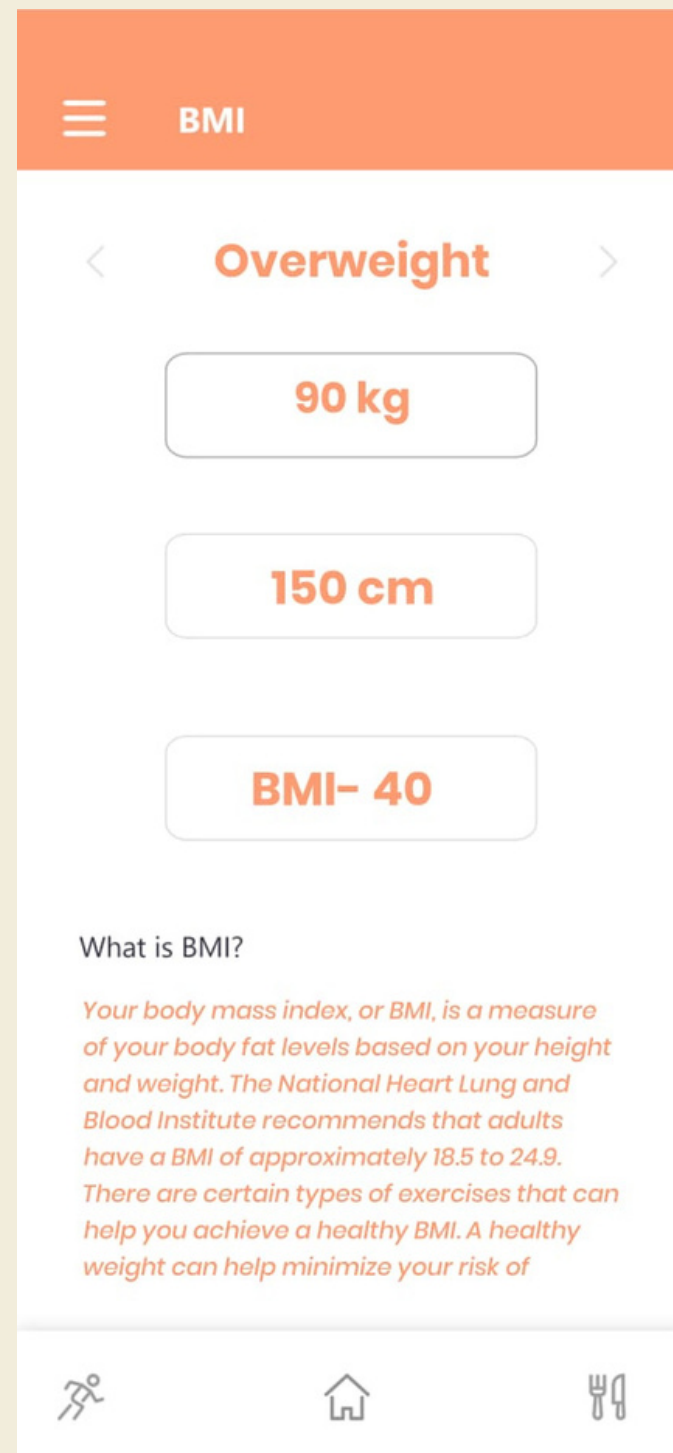 BMI
Overweight
90 kg
150 cm
BMI- 40
What is BMI?
Your body mass index, or BMI, is a measure
of your body fat levels based on your height
and weight. The National Heart Lung and
Blood Institute recommends that adults
have a BMI of approximately 18.5 to 24.9.
There are certain types of exercises that can
help you achieve a healthy BMI. A healthy
weight can help minimize your risk of